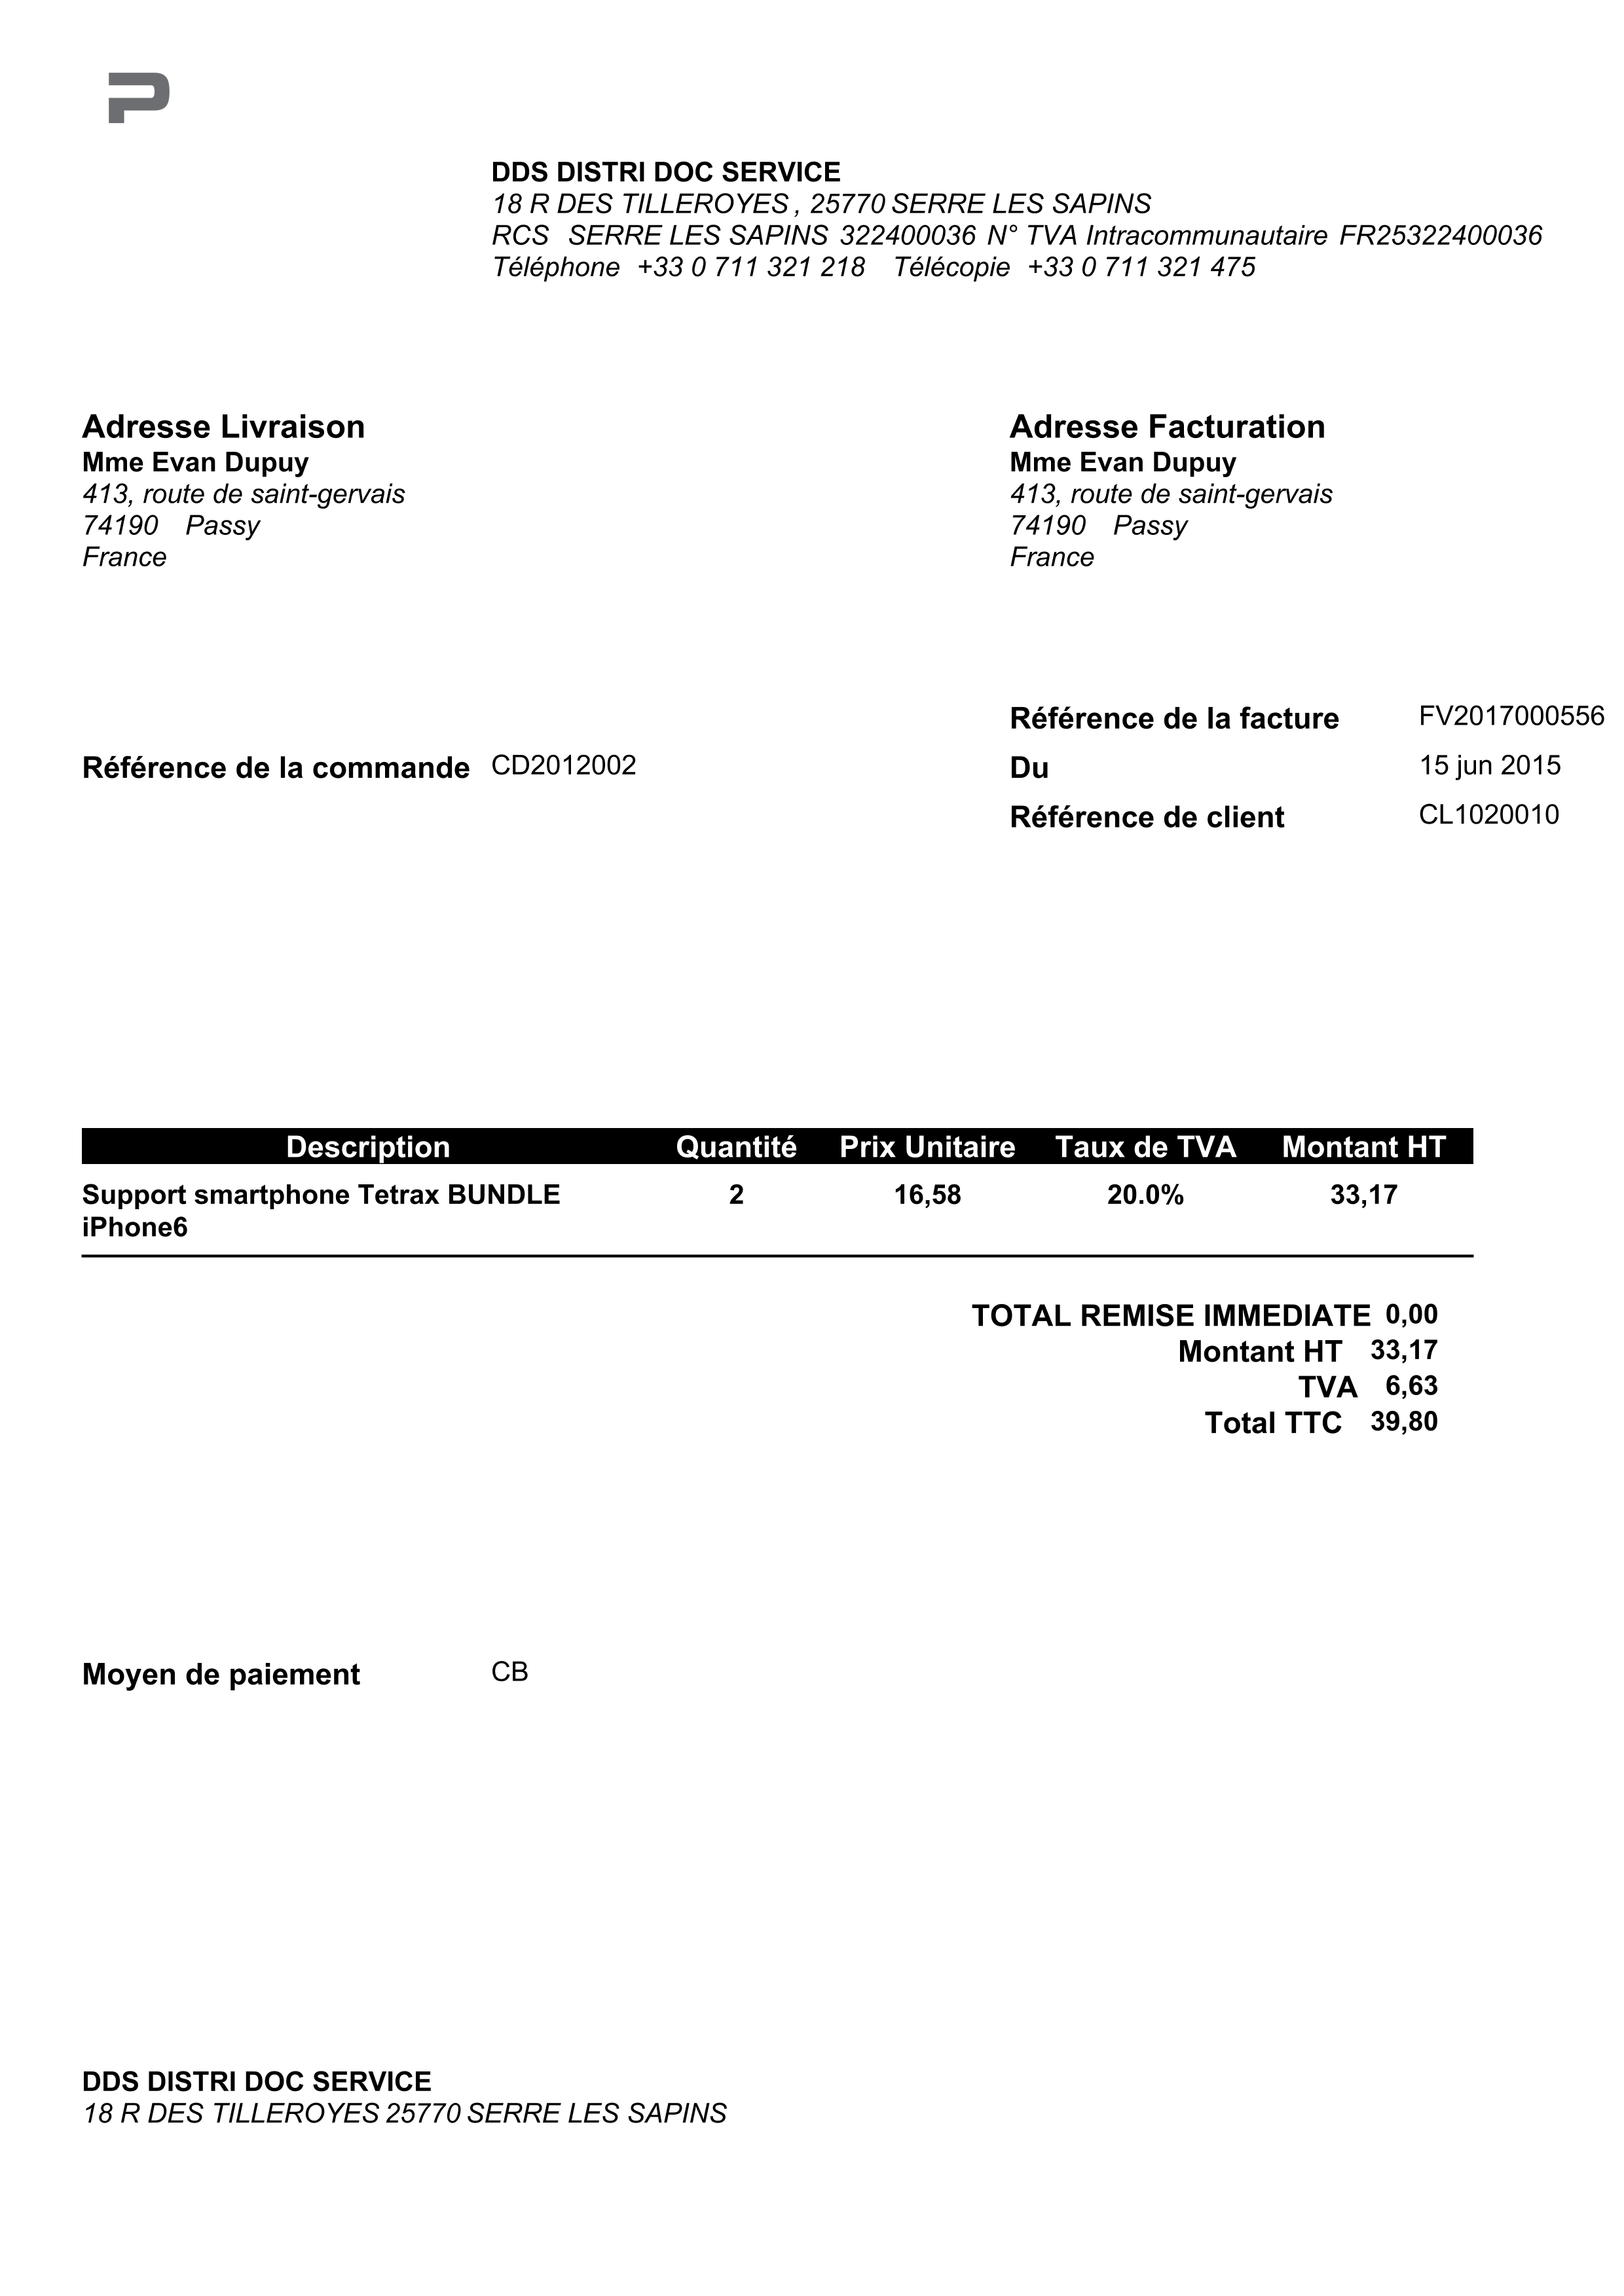 P
DDS DISTRI DOC SERVICE
18 R DES TILLEROYES , 25770 SERRE LES SAPINS
RCS SERRE LES SAPINS 322400036 N° TVA Intracommunautaire FR25322400036
Téléphone +33 0 711 321 218 Télécopie +33 0 711 321 475
Adresse Livraison
Mme Evan Dupuy
413, route de saint-gervais
74190 Passy
France
Adresse Facturation
Mme Evan Dupuy
413, route de saint-gervais
74190 Passy
France
Référence de la facture FV2017000556
Référence de la commande CD2012002
Du 15 jun 2015
Référence de client CL1020010
Description Quantité Prix Unitaire Taux de TVA Montant HT
Support smartphone Tetrax BUNDLE 2 16,58 20.0% 33,17
iPhone6
TOTAL REMISE IMMEDIATE 0,00
Montant HT 33,17
TVA 6,63
Total TTC 39,80
Moyen de paiement CB
DDS DISTRI DOC SERVICE
18 R DES TILLEROYES 25770 SERRE LES SAPINS